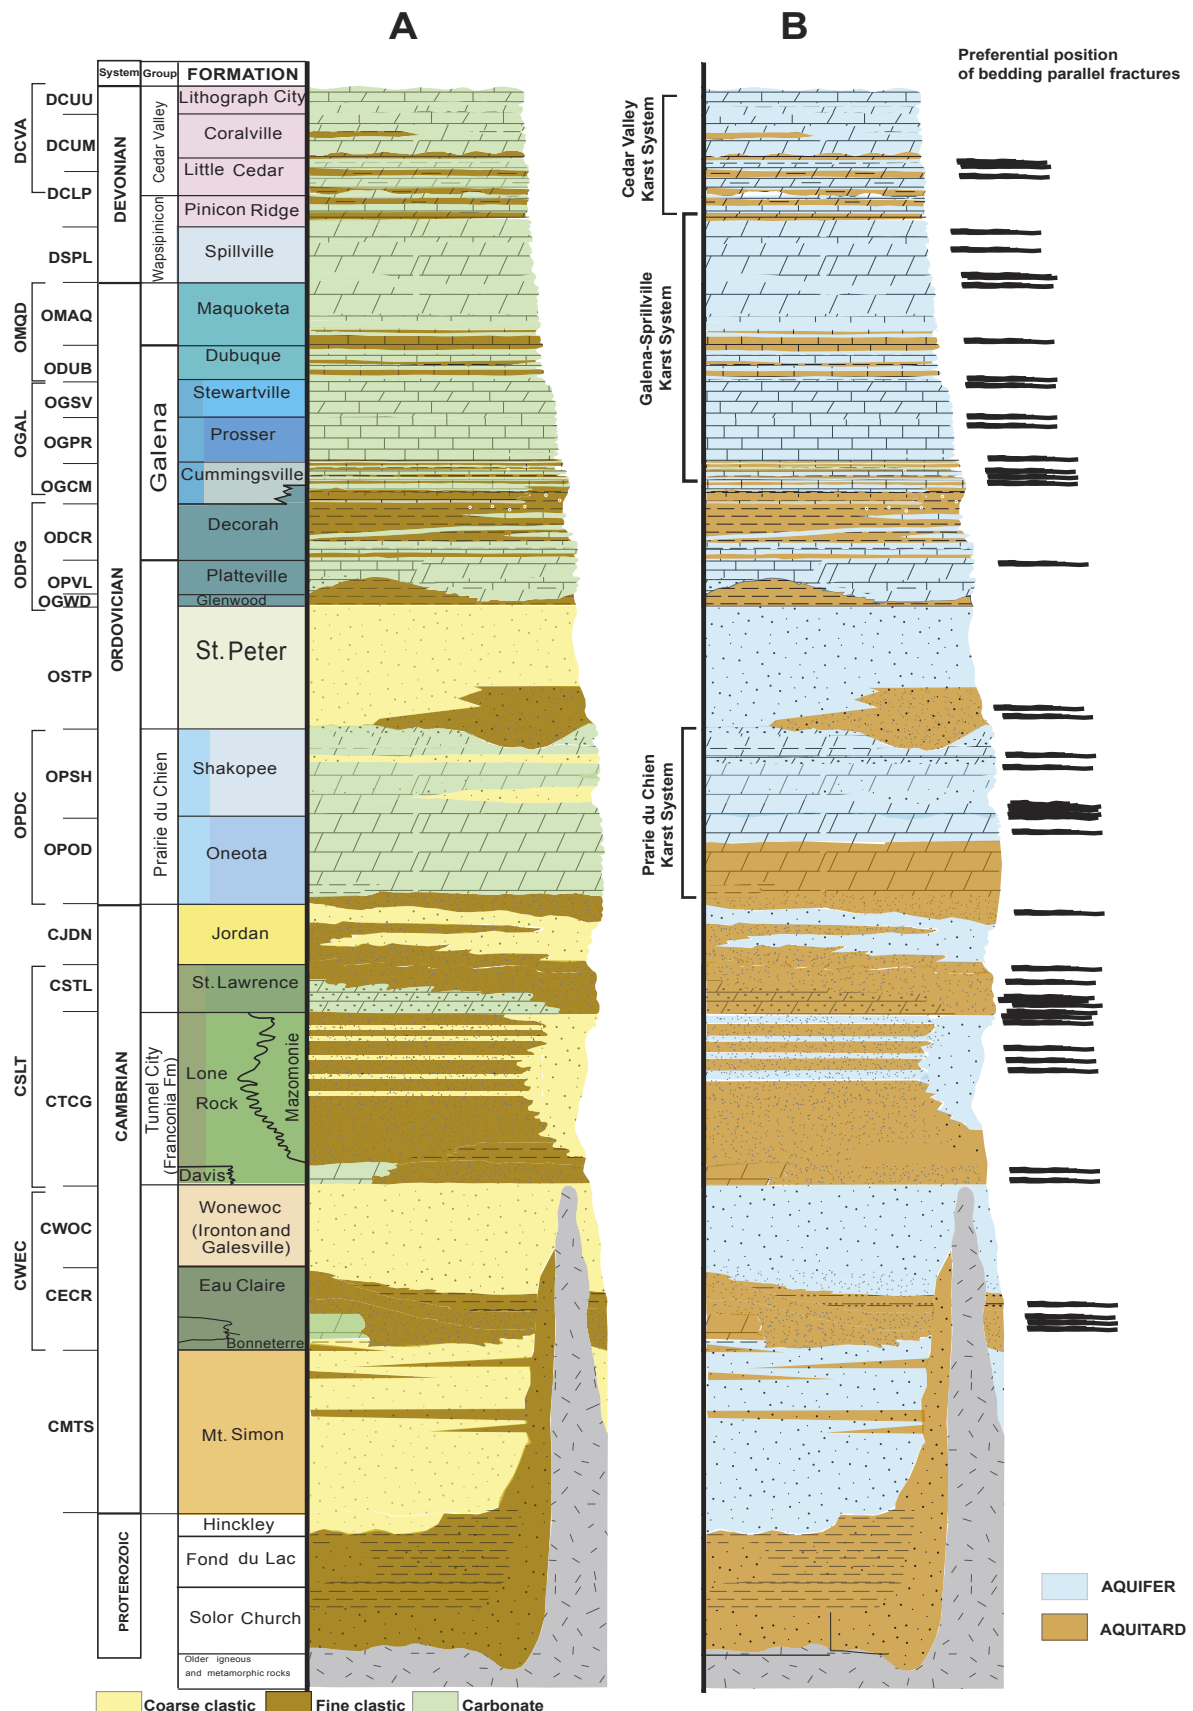 A
B
Preferential position
of bedding parallel fractures
System
Group
FORMATION
DCVA
DCUU
DCUM
DCLP
DSPL
OMQD
OMAQ
ODUB
OGAL
OGSV
OGPR
OGCM
ODPG
ODCR
OPVL
OGWD
OSTP
OPDC
OPSH
OPOD
CJDN
CSLT
CSTL
CTCG
CWEC
CWOC
CECR
CMTS
DEVONIAN
ORDOVICIAN
CAMBRIAN
PROTEROZOIC
Cedar Valley
Wapsipinicon
Galena
Prairie du Chien
Tunnel City
(Franconia Fm)
Lithograph City
Coralville
Little Cedar
Pinicon Ridge
Spillville
Maquoketa
Dubuque
Stewartville
Prosser
Cummingsville
Decorah
Platteville
Glenwood
St. Peter
Shakopee
Oneota
Jordan
St. Lawrence
Lone
Rock
Mazomonie
Davis
Wonewoc
(Ironton and
Galesville)
Eau Claire
Bonneterre
Mt. Simon
Hinckley
Fond du Lac
Solor Church
Older igneous
and metamorphic rocks
Cedar Valley
Karst System
Galena-Sprillville
Karst System
Prarie du Chien
Karst System
AQUIFER
AQUITARD
Coarse clastic
Fine clastic
Carbonate